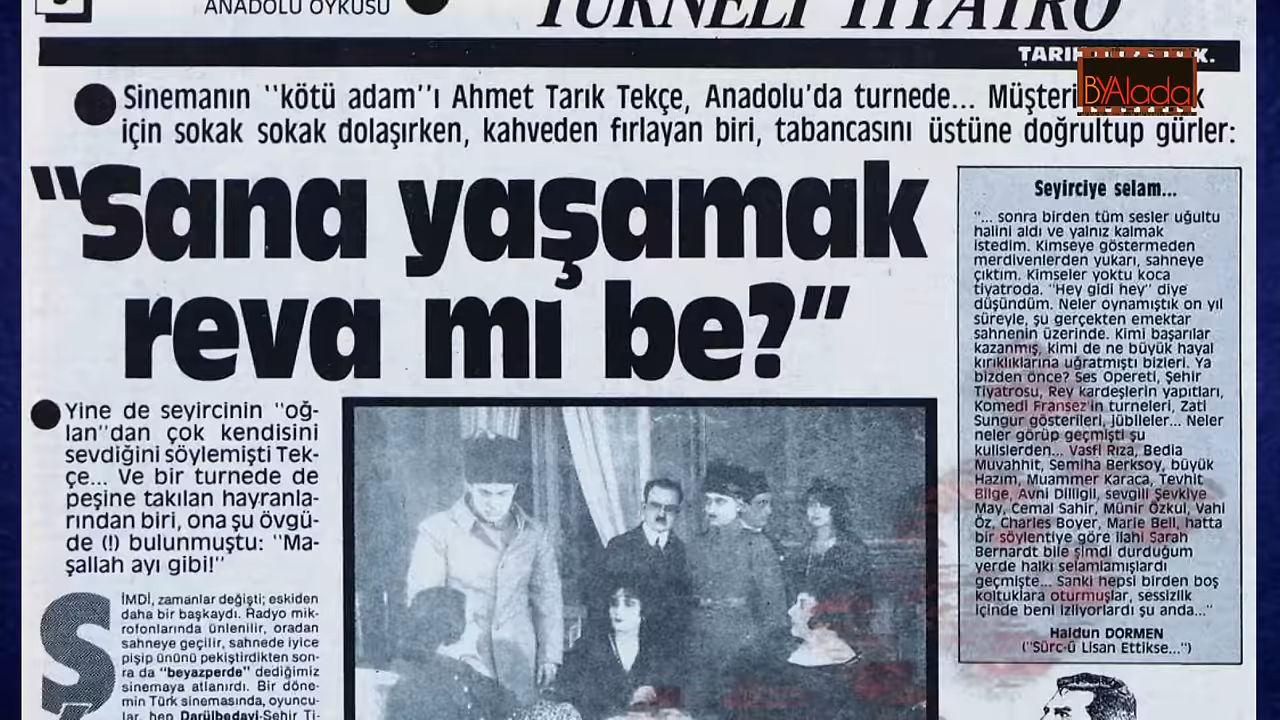 ANADOLU ÖYKÜSÜ
TURNELİ TİYATRO
BYAlada
Sinemanın "kötü adam"ı Ahmet Tarık Tekçe, Anadolu'da turnede... Müşteri
için sokak sokak dolaşırken, kahveden fırlayan biri, tabancasını üstüne doğrultup gürler:
"Sana yaşamak
reva mı be?"
Yine de seyircinin "oğ-
lan"dan çok kendisini
sevdiğini söylemişti Tek-
çe... Ve bir turnede de
peşine takılan hayranla-
rından biri, ona şu övgü-
de (!) bulunmuştu: "Ma-
şallah ayı gibi!"
ŞİMDİ, zamanlar değişti; eskiden
daha bir başkaydı. Radyo mik-
rofonlarında ünlenilir, oradan
sahneye geçilir, sahnede iyice
pişip ününü pekiştirdikten son-
ra da "beyazperde" dediğimiz
sinemaya atlanırdı. Bir döne-
min Türk sinemasında, oyuncu-
lar, hep Darülbedayi-Şehir Ti-
Seyirciye selam...
"... sonra birden tüm sesler uğultu
halini aldı ve yalnız kalmak
istedim. Kimseye göstermeden
merdivenlerden yukarı, sahneye
çıktım. Kimseler yoktu koca
tiyatroda. "Hey gidi hey" diye
düşündüm. Neler oynamıştık on yıl
süreyle, şu gerçekten emektar
sahnenin üzerinde. Kimi başarılar
kazanmış, kimi de ne büyük hayal
kırıklıklarına uğratmıştı bizleri. Ya
bizden önce? Ses Opereti, Şehir
Tiyatrosu, Rey kardeşlerin yapıtları,
Komedi Fransez'in turneleri, Zati
Sungur gösterileri, jübileler... Neler
neler görüp geçmişti şu
kulislerden... Vasfi Rıza, Bedia
Muvahhit, Semiha Berksoy, büyük
Hazım, Muammer Karaca, Tevhit
Bilge, Avni Dilligil, sevgili Şevkiye
May, Cemal Sahir, Münir Özkul, Vahi
Öz, Charles Boyer, Marie Bell, hatta
bir söylentiye göre ilahi Sarah
Bernardt bile şimdi durduğum
yerde halkı selamlamışlardı
geçmişte... Sanki hepsi birden boş
koltuklara oturmuşlar, sessizlik
içinde beni izliyorlardı şu anda..."
Haldun DORMEN
("Sürc-ü Lisan Ettikse...")